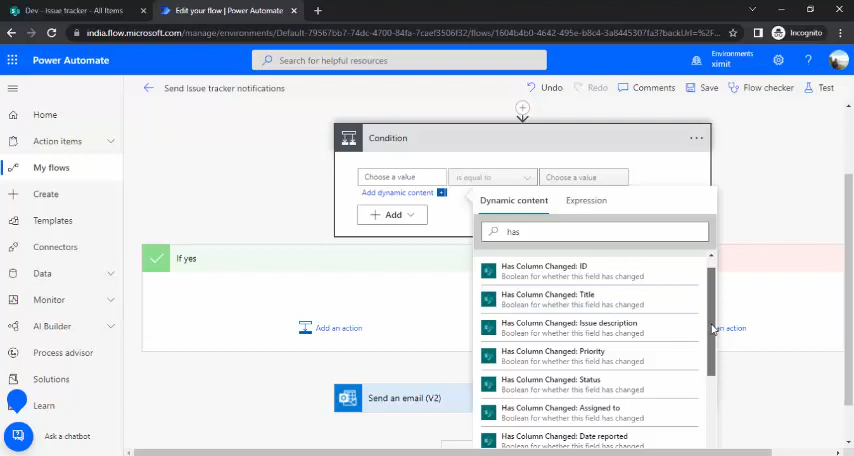 Dev - Issue tracker - All Items
Edit your flow | Power Automate
india.flow.microsoft.com/manage/environments/Default-79567bb7-74dc-4700-84fa-7caef3506f32/flows/1604b4b0-4642-495e-b8c4-3a8445307fa3?backUrl=%2F...
Incognito
Power Automate
Search for helpful resources
Environments
ximit
Send Issue tracker notifications
Undo
Redo
Comments
Save
Flow checker
Test
Home
Action items
My flows
Create
Templates
Connectors
Data
Monitor
AI Builder
Process advisor
Solutions
Learn
Ask a chatbot
Condition
Choose a value
is equal to
Choose a value
Add dynamic content
Add
If yes
Add an action
Send an email (V2)
Dynamic content
Expression
has
Has Column Changed: ID
Boolean for whether this field has changed
Has Column Changed: Title
Boolean for whether this field has changed
Has Column Changed: Issue description
Boolean for whether this field has changed
Has Column Changed: Priority
Boolean for whether this field has changed
Has Column Changed: Status
Boolean for whether this field has changed
Has Column Changed: Assigned to
Boolean for whether this field has changed
Has Column Changed: Date reported
Boolean for whether this field has changed
an action